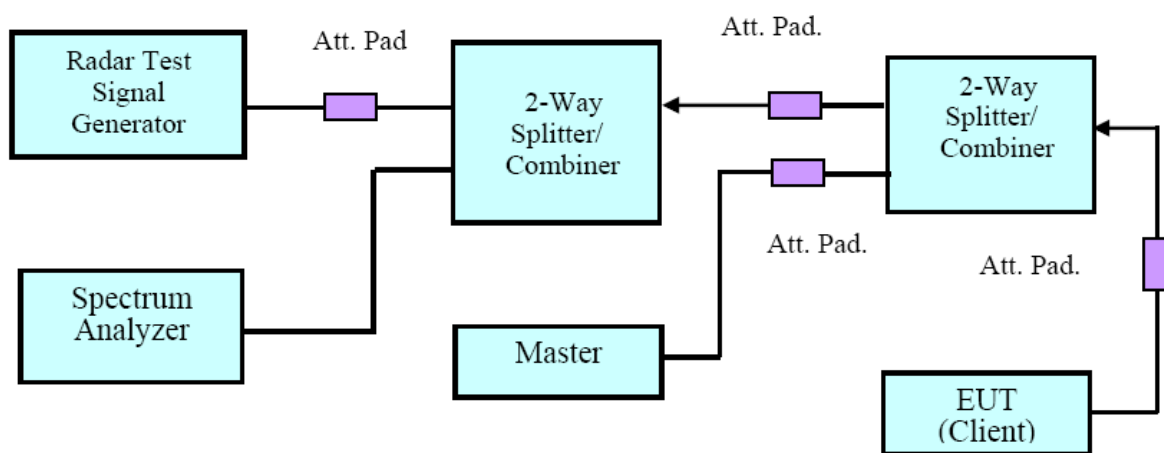 Radar Test
Signal
Generator
Att. Pad
2-Way
Splitter/
Combiner
Att. Pad.
2-Way
Splitter/
Combiner
Att. Pad.
Att. Pad.
Spectrum
Analyzer
Master
EUT
(Client)